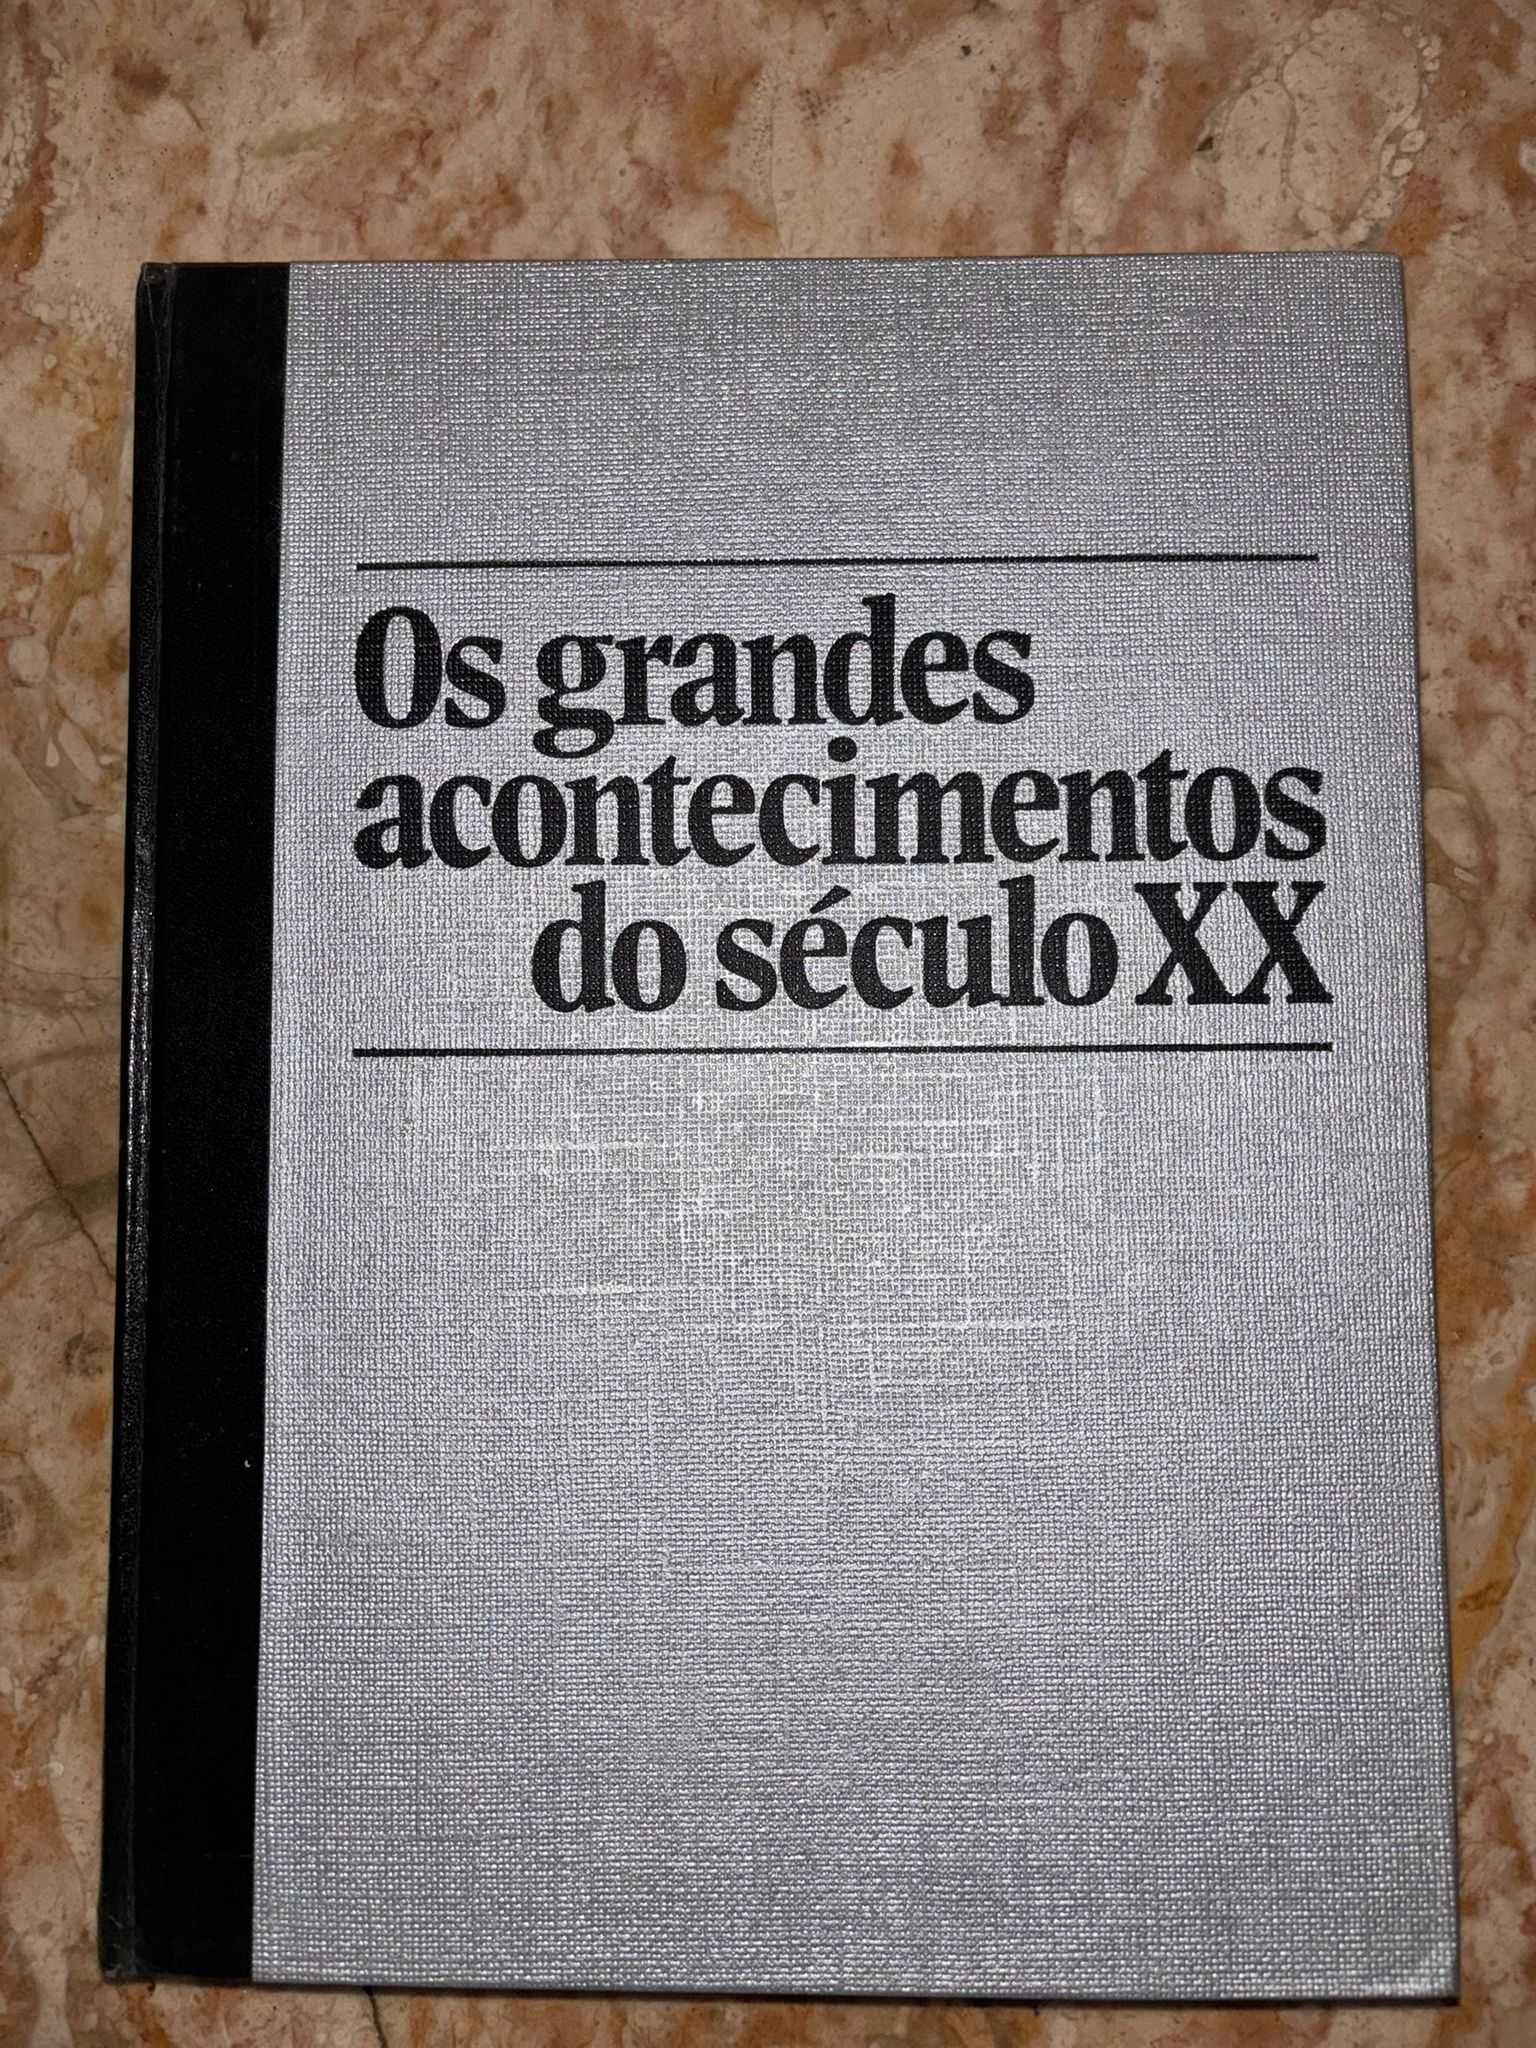 Os grandes
acontecimentos
do século XX